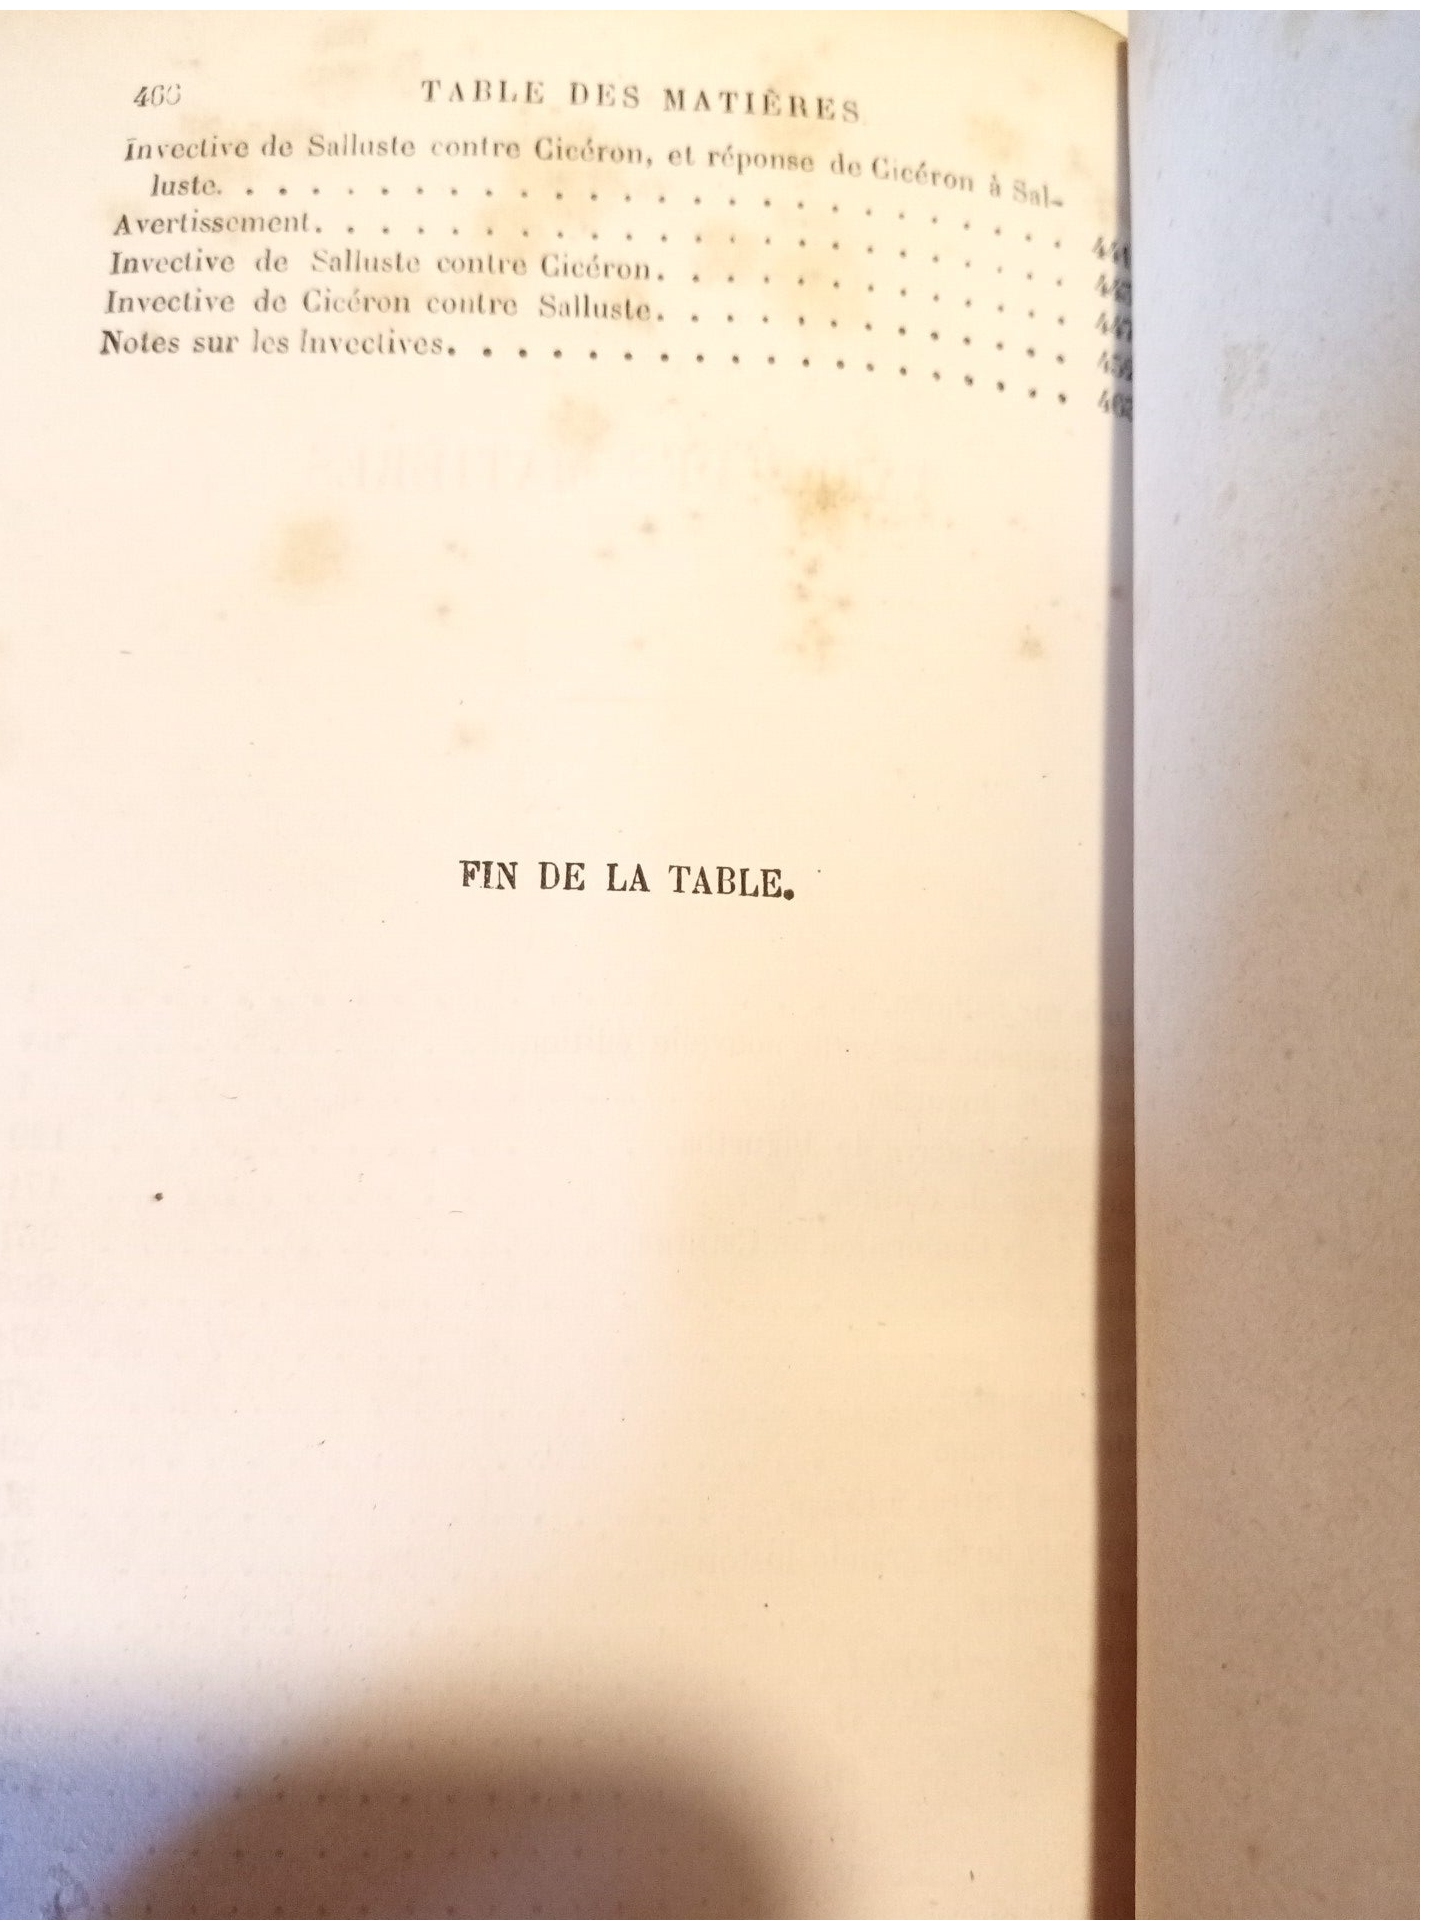 TABLE DES MATIÈRES
Invective de Salluste contre Cicéron, et réponse de Cicéron à Sal-
luste. . . . . . . . . . . . . . . . . . . . . . . . .
Avertissement. . . . . . . . . . . . . . . . . . . . . .
Invective de Salluste contre Cicéron. . . . . . . . . . . .
Invective de Cicéron contre Salluste. . . . . . . . . . . .
Notes sur les Invectives. . . . . . . . . . . . . . . . . .
FIN DE LA TABLE.